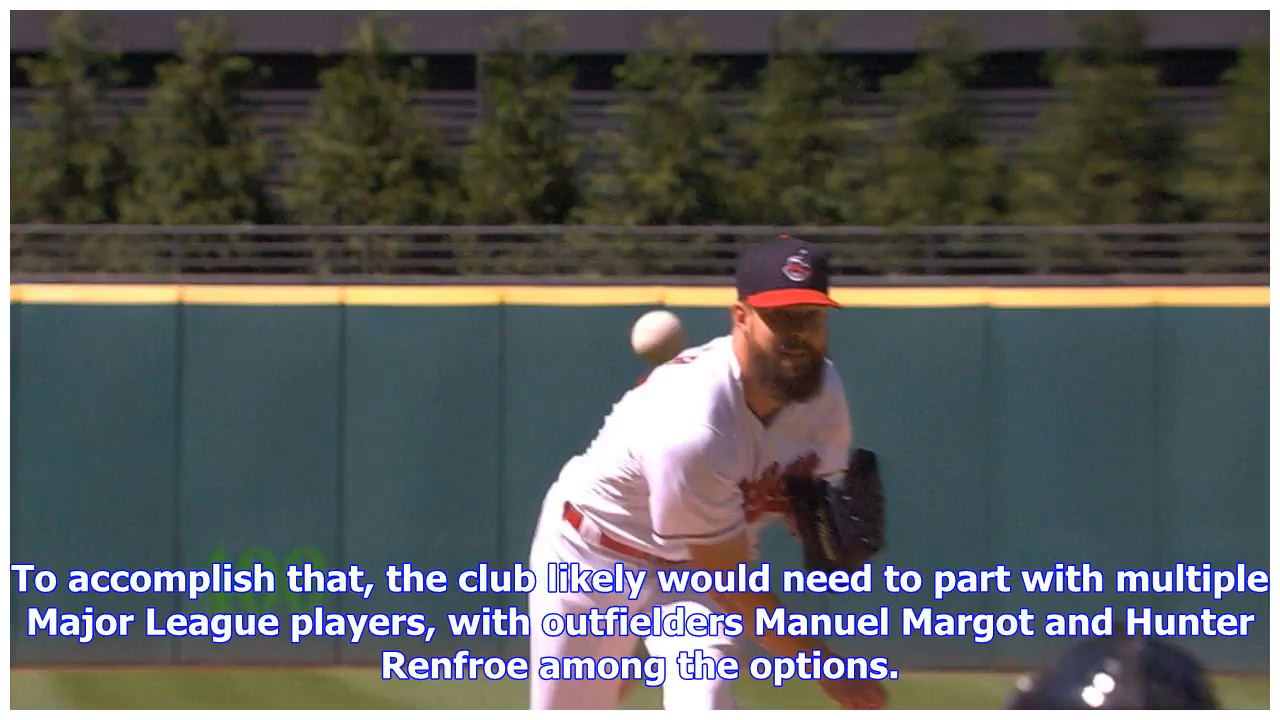 To accomplish that, the club likely would need to part with multiple
Major League players, with outfielders Manuel Margot and Hunter
Renfroe among the options.